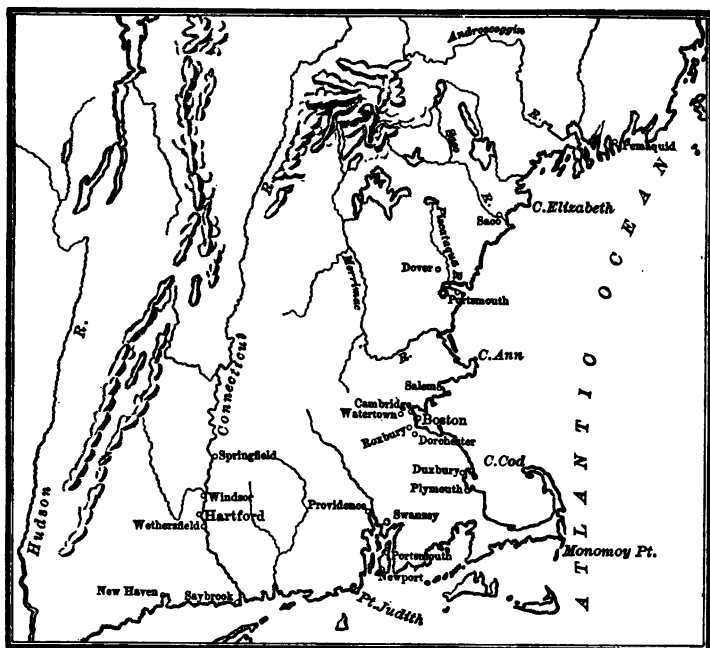 Androscoggin
R.
Pemaquid
Saco
R.
Saco
C. Elizabeth
R.
Piscataqua R.
Dover
Portsmouth
Merrimac
R.
C. Ann
Salem
Cambridge
Watertown
Boston
Roxbury
Dorchester
Duxbury
C. Cod
Plymouth
Connecticut
Springfield
Windsor
Hartford
Wethersfield
Providence
Swansey
Portsmouth
Newport
Monomoy Pt.
New Haven
Saybrook
Pt. Judith
Hudson
R.
ATLANTIC OCEAN